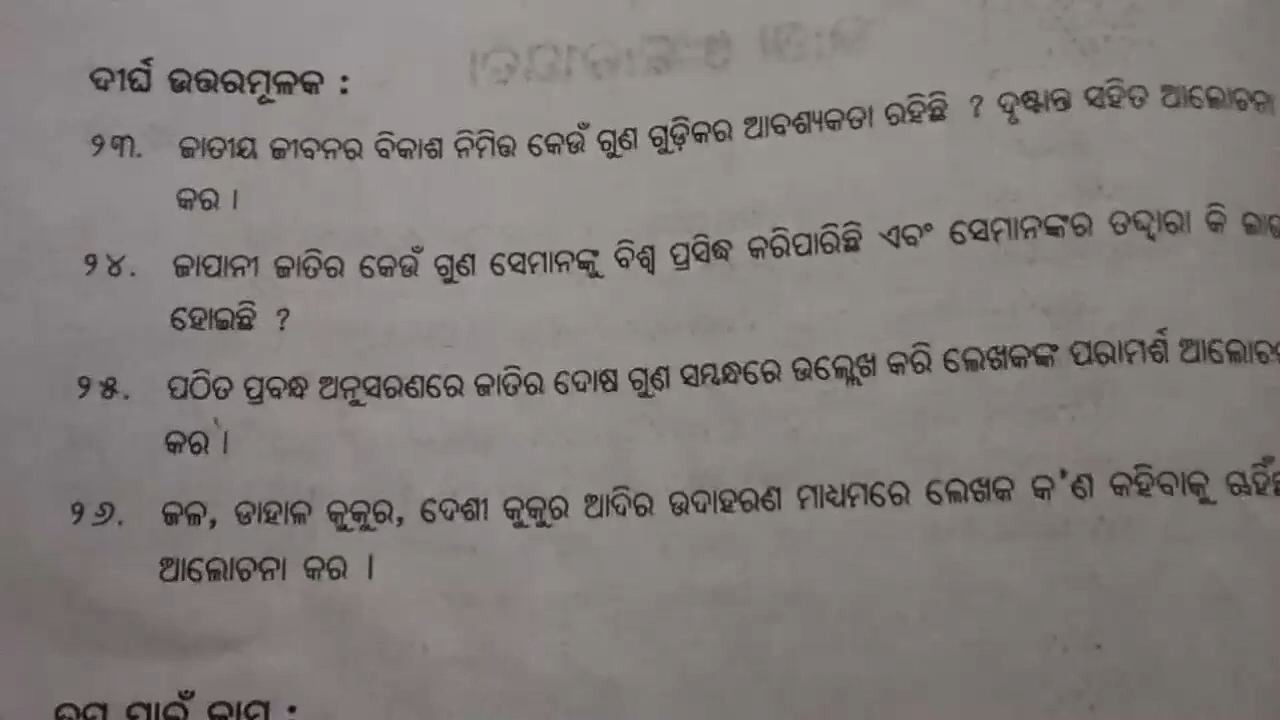 ଦୀର୍ଘ ଉତ୍ତରମୂଳକ :
୨୩. ଜାତୀୟ ଜୀବନର ବିକାଶ ନିମିତ୍ତ କେଉଁ ଗୁଣ ଗୁଡ଼ିକର ଆବଶ୍ୟକତା ରହିଛି ? ଦୃଷ୍ଟାନ୍ତ ସହିତ ଆଲୋଚନା
କର ।
୨୪. ଜାପାନୀ ଜାତିର କେଉଁ ଗୁଣ ସେମାନଙ୍କୁ ବିଶ୍ୱ ପ୍ରସିଦ୍ଧ କରିପାରିଛି ଏବଂ ସେମାନଙ୍କର ତଦ୍ଦ୍ୱାରା କି
ହୋଇଛି ?
୨୫. ପଠିତ ପ୍ରବନ୍ଧ ଅନୁସରଣରେ ଜାତିର ଦୋଷ ଗୁଣ ସମ୍ବନ୍ଧରେ ଉଲ୍ଲେଖ କରି ଲେଖକଙ୍କ ପରାମର୍ଶ
କର ।
୨୬. ଜଳ, ଡାହାଳ କୁକୁର, ଦେଶୀ କୁକୁର ଆଦିର ଉଦାହରଣ ମାଧ୍ୟମରେ ଲେଖକ କ'ଣ କହିବାକୁ
ଆଲୋଚନା କର ।